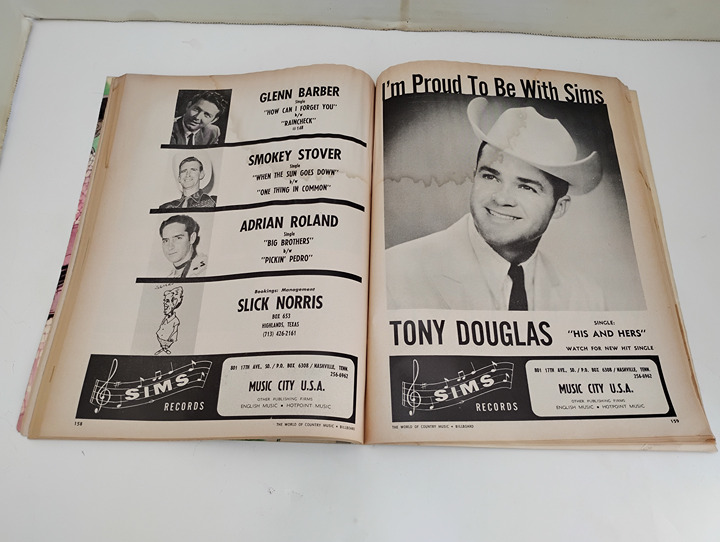 GLENN BARBER
Single
"HOW CAN I FORGET YOU"
b/w
"RAINCHECK"
#148
SMOKEY STOVER
Single
"WHEN THE SUN GOES DOWN"
b/w
"ONE THING IN COMMON"
ADRIAN ROLAND
Single
"BIG BROTHERS"
b/w
"PICKIN' PEDRO"
Bookings: Management
SLICK NORRIS
BOX 653
HIGHLANDS, TEXAS
(713) 426-2161
SIMS
RECORDS
801 17TH AVE., SO. / P.O. BOX 6308 / NASHVILLE, TENN.
256-6962
MUSIC CITY U.S.A.
OTHER PUBLISHING FIRMS
ENGLISH MUSIC • HOTPOINT MUSIC
158
THE WORLD OF COUNTRY MUSIC • BILLBOARD
I'm Proud To Be With Sims
TONY DOUGLAS
SINGLE:
"HIS AND HERS"
WATCH FOR NEW HIT SINGLE
SIMS
RECORDS
801 17TH AVE., SO. / P.O. BOX 6308 / NASHVILLE, TENN.
256-6962
MUSIC CITY U.S.A.
OTHER PUBLISHING FIRMS
ENGLISH MUSIC • HOTPOINT MUSIC
THE WORLD OF COUNTRY MUSIC • BILLBOARD
159